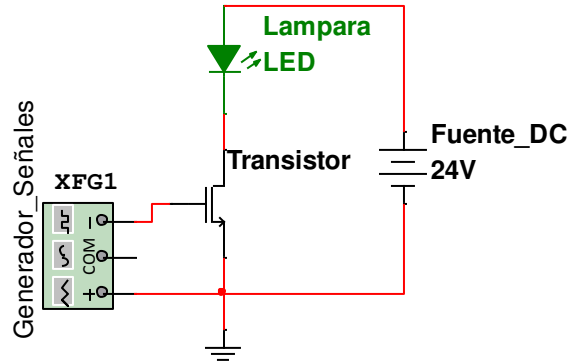 Lampara
LED
Fuente_DC
24V
Transistor
XFG1
Generador_Señales
−
COM
+